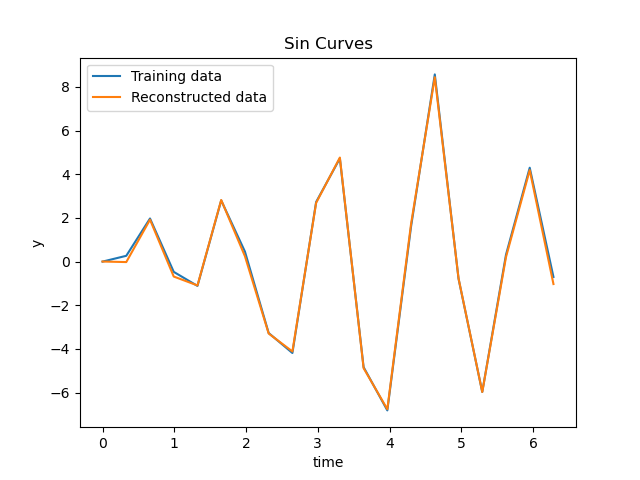 Sin Curves
Training data
Reconstructed data
y
8
6
4
2
0
−2
−4
−6
0 1 2 3 4 5 6
time